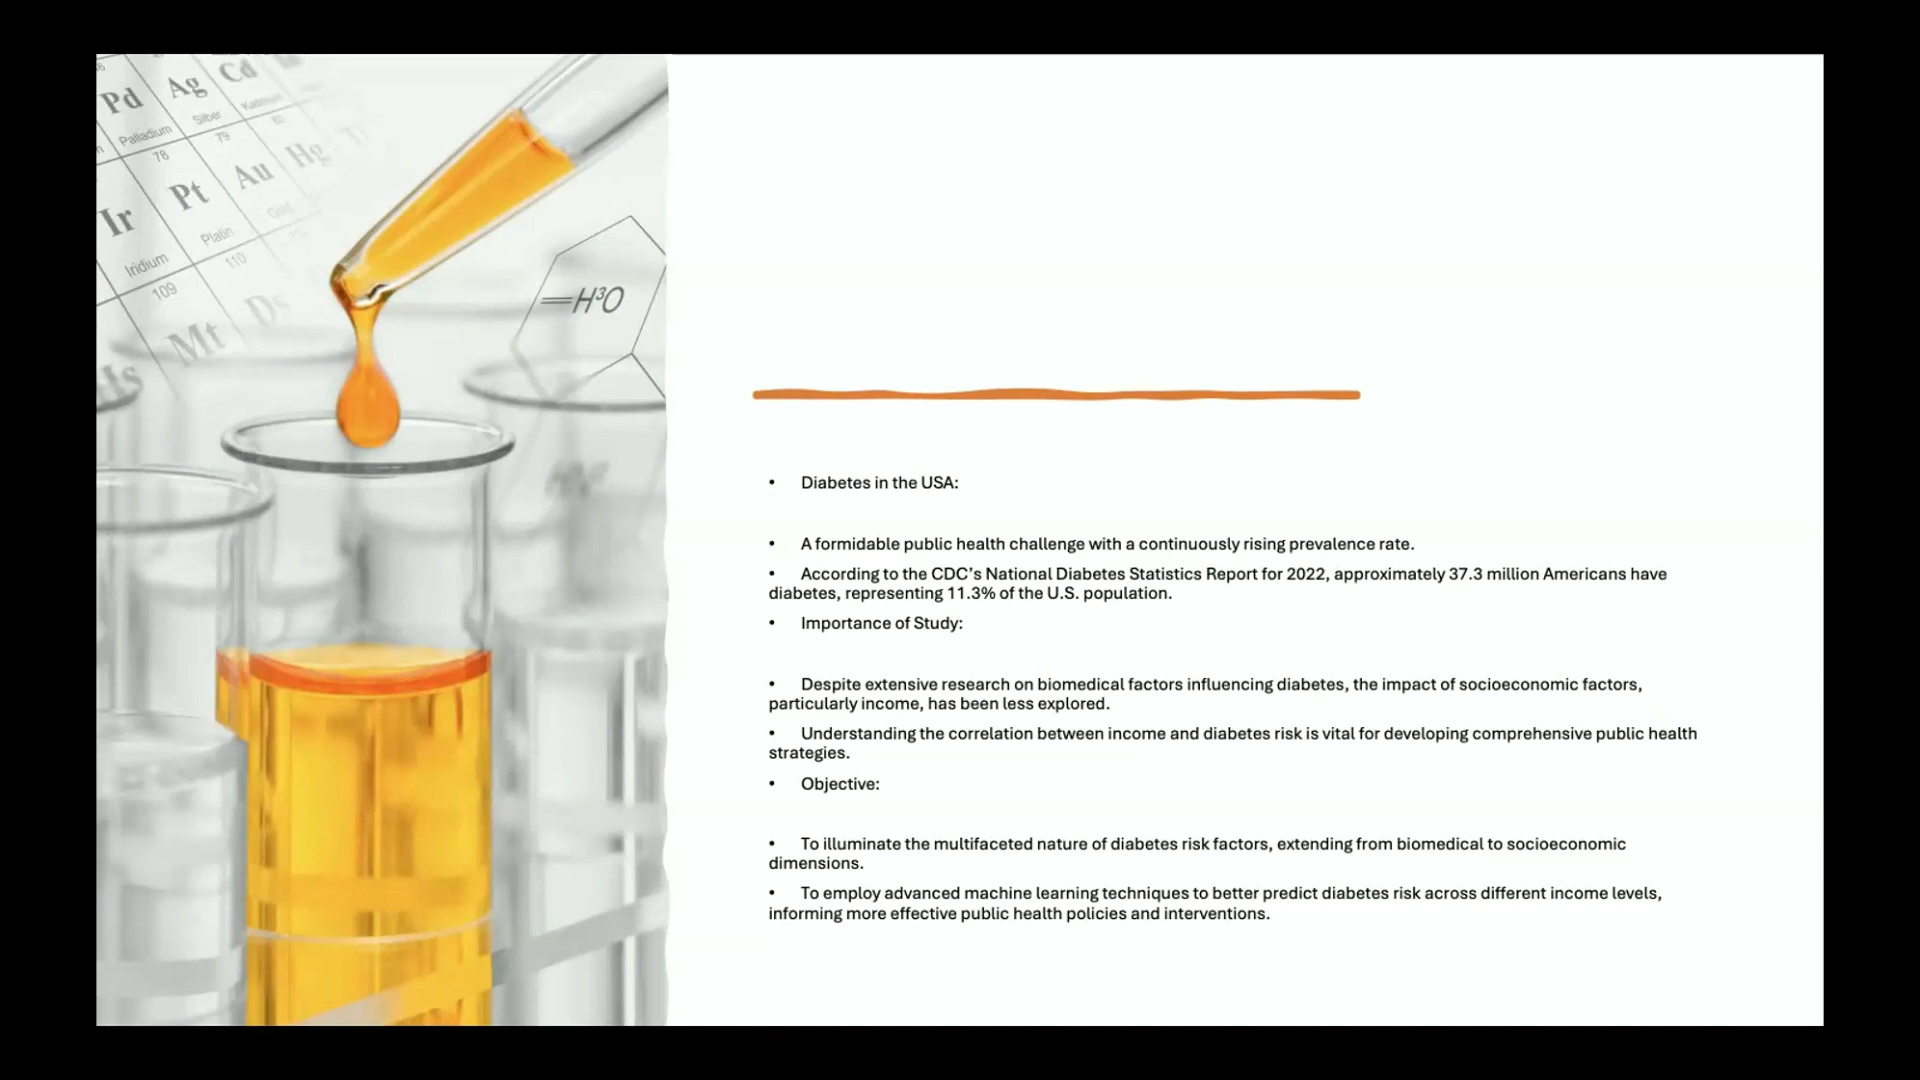 Pd
Ag
Cd
Palladium
Silber
78
79
80
Ir
Pt
Au
Hg
Iridium
Platin
Gold
109
110
Mt
Ds
Hs
=H³O
• Diabetes in the USA:
• A formidable public health challenge with a continuously rising prevalence rate.
• According to the CDC’s National Diabetes Statistics Report for 2022, approximately 37.3 million Americans have
diabetes, representing 11.3% of the U.S. population.
• Importance of Study:
• Despite extensive research on biomedical factors influencing diabetes, the impact of socioeconomic factors,
particularly income, has been less explored.
• Understanding the correlation between income and diabetes risk is vital for developing comprehensive public health
strategies.
• Objective:
• To illuminate the multifaceted nature of diabetes risk factors, extending from biomedical to socioeconomic
dimensions.
• To employ advanced machine learning techniques to better predict diabetes risk across different income levels,
informing more effective public health policies and interventions.